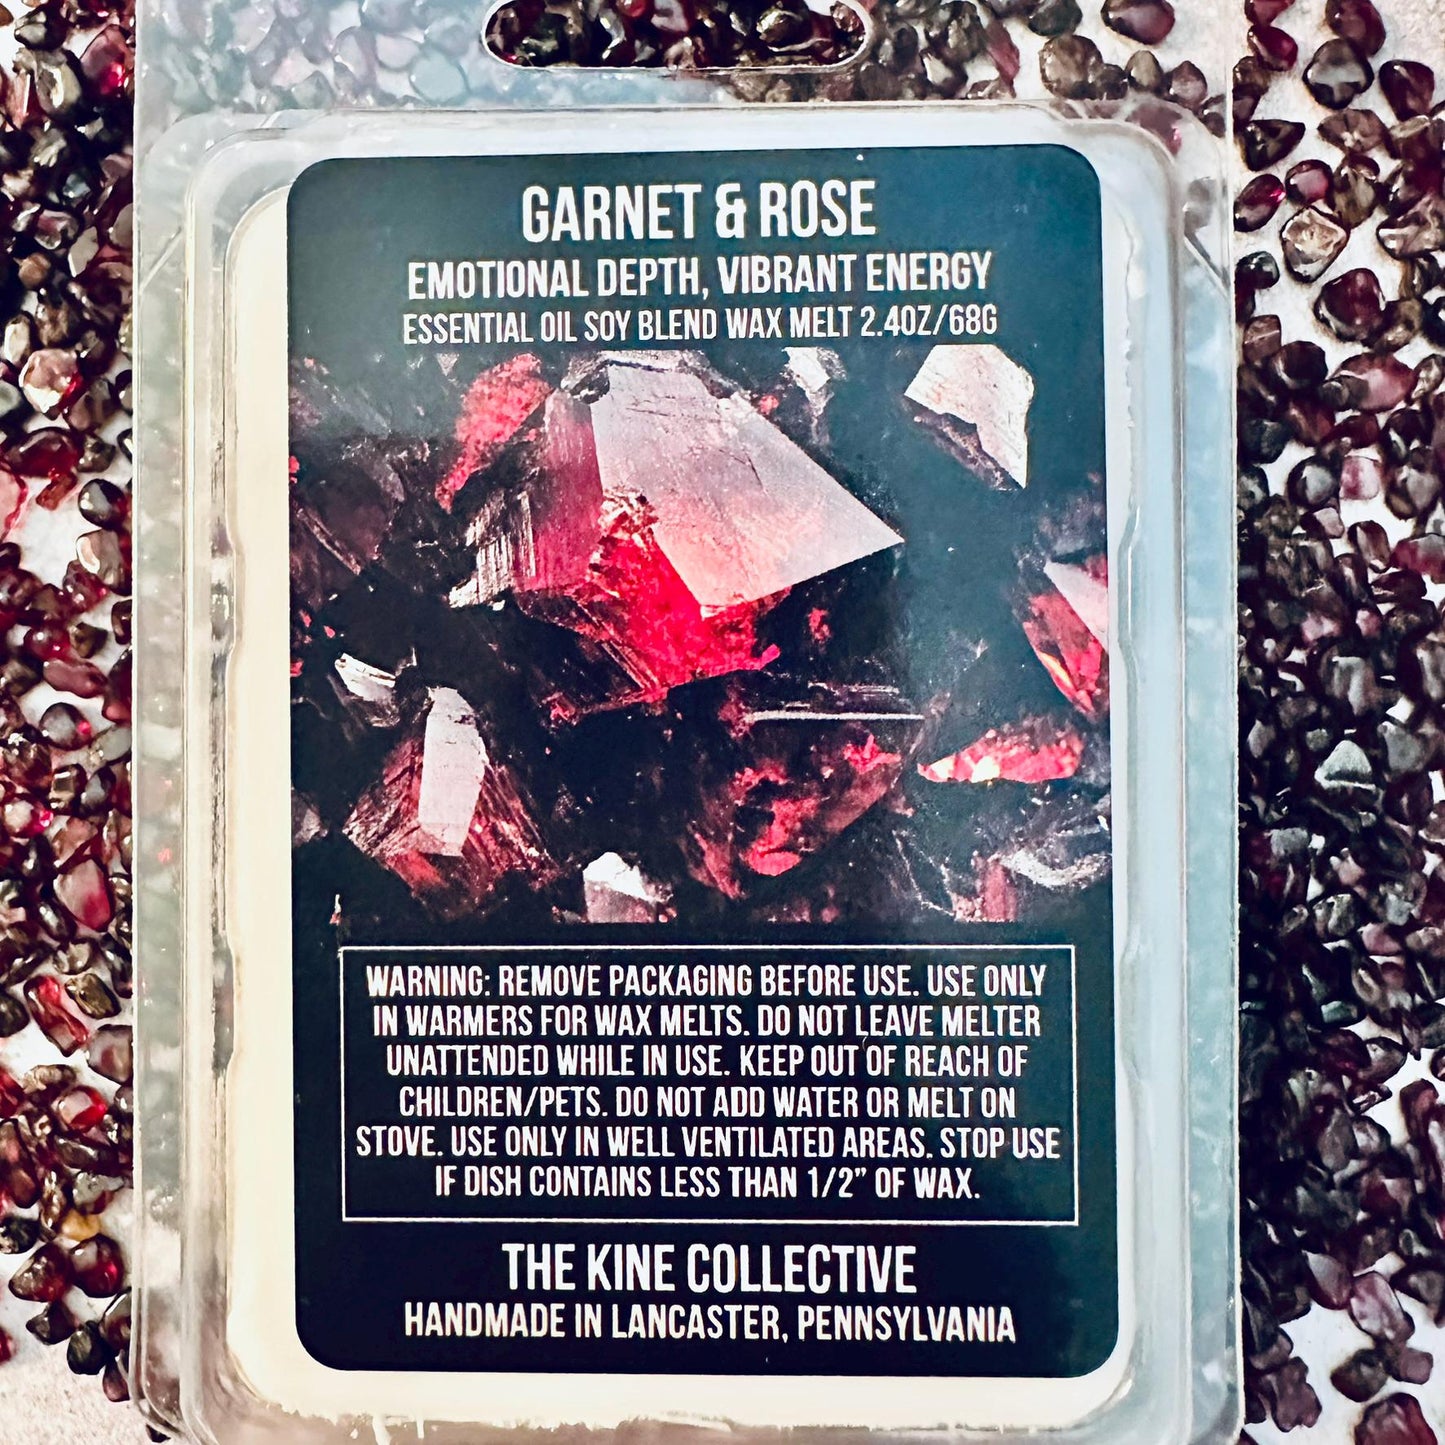 GARNET & ROSE
EMOTIONAL DEPTH, VIBRANT ENERGY
ESSENTIAL OIL SOY BLEND WAX MELT 2.4OZ/68G
WARNING: REMOVE PACKAGING BEFORE USE. USE ONLY
IN WARMERS FOR WAX MELTS. DO NOT LEAVE MELTER
UNATTENDED WHILE IN USE. KEEP OUT OF REACH OF
CHILDREN/PETS. DO NOT ADD WATER OR MELT ON
STOVE. USE ONLY IN WELL VENTILATED AREAS. STOP USE
IF DISH CONTAINS LESS THAN 1/2” OF WAX.
THE KINE COLLECTIVE
HANDMADE IN LANCASTER, PENNSYLVANIA